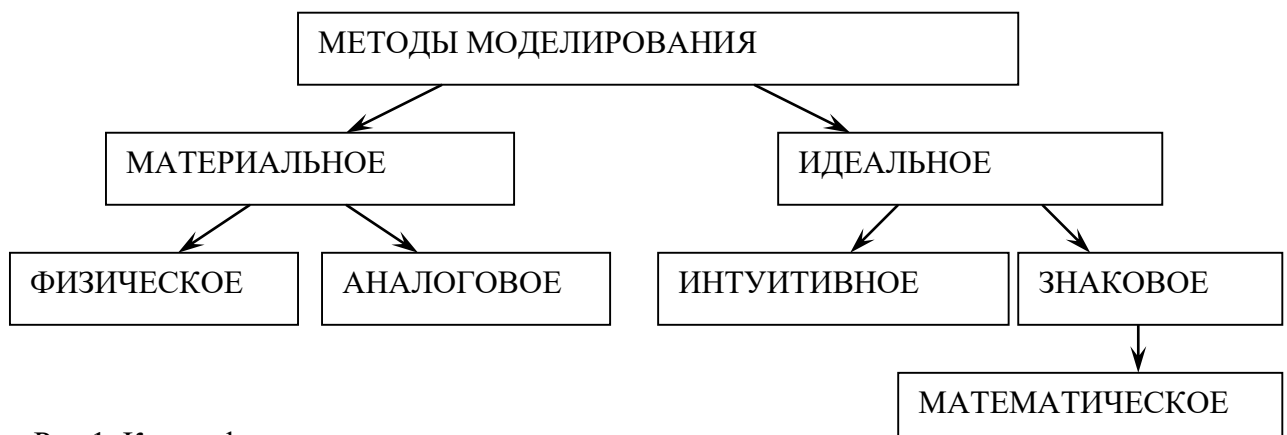 МЕТОДЫ МОДЕЛИРОВАНИЯ
МАТЕРИАЛЬНОЕ
ИДЕАЛЬНОЕ
ФИЗИЧЕСКОЕ
АНАЛОГОВОЕ
ИНТУИТИВНОЕ
ЗНАКОВОЕ
МАТЕМАТИЧЕСКОЕ